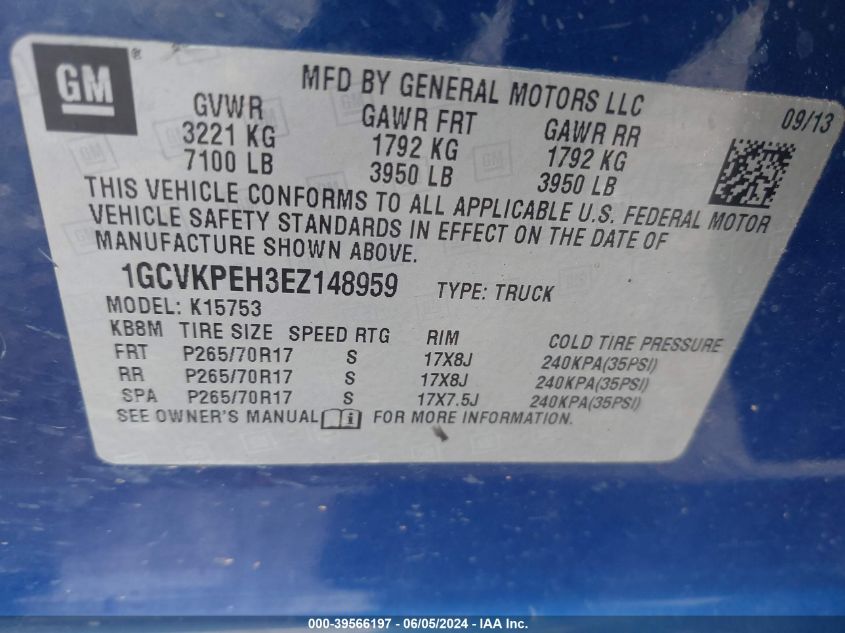 GM ®
MFD BY GENERAL MOTORS LLC
09/13
GVWR GAWR FRT GAWR RR
3221 KG 1792 KG 1792 KG
7100 LB 3950 LB 3950 LB
THIS VEHICLE CONFORMS TO ALL APPLICABLE U.S. FEDERAL MOTOR
VEHICLE SAFETY STANDARDS IN EFFECT ON THE DATE OF
MANUFACTURE SHOWN ABOVE.
1GCVKPEH3EZ148959 TYPE: TRUCK
MODEL: K15753
KB8M TIRE SIZE SPEED RTG RIM COLD TIRE PRESSURE
FRT P265/70R17 S 17X8J 240KPA(35PSI)
RR P265/70R17 S 17X8J 240KPA(35PSI)
SPA P265/70R17 S 17X7.5J 240KPA(35PSI)
SEE OWNER'S MANUAL i FOR MORE INFORMATION.
000-39566197 - 06/05/2024 - IAA Inc.